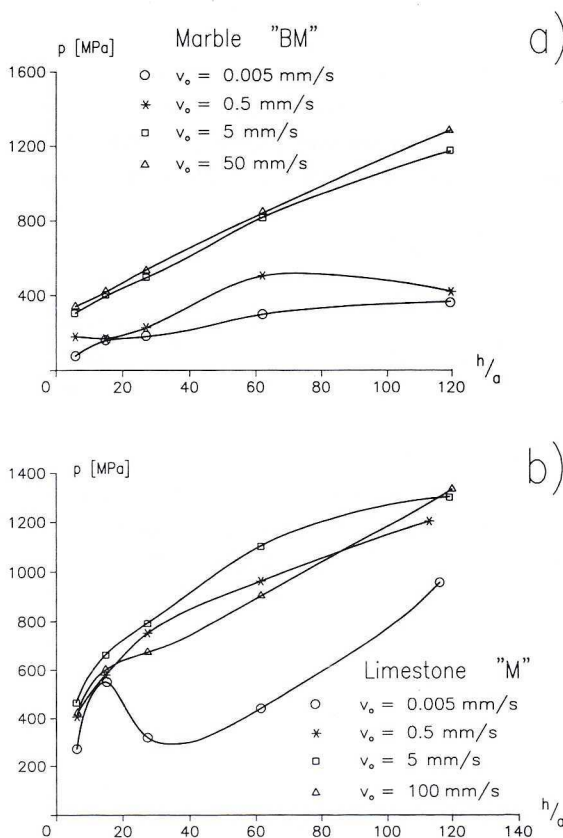 a)
p [MPa]
Marble "BM"
v₀ = 0.005 mm/s
v₀ = 0.5 mm/s
v₀ = 5 mm/s
v₀ = 50 mm/s
1600
1200
800
400
0 20 40 60 80 100 120
h/a
b)
p [MPa]
1400
1200
1000
800
600
400
200
Limestone "M"
v₀ = 0.005 mm/s
v₀ = 0.5 mm/s
v₀ = 5 mm/s
v₀ = 100 mm/s
h/a
0 20 40 60 80 100 120 140